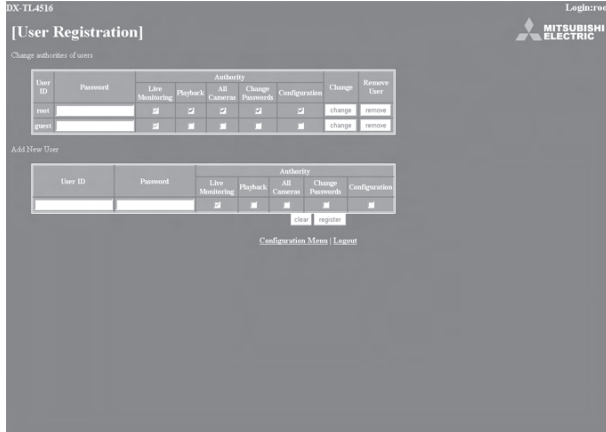 DX-TL4516 Login:roo
[User Registration]
MITSUBISHI ELECTRIC
Change authorities of users
User ID Password Authority Change Remove User
Live Monitoring Playback All Cameras Change Passwords Configuration
root change remove
guest change remove
Add New User
User ID Password Authority
Live Monitoring Playback All Cameras Change Passwords Configuration
clear register
Configuration Menu | Logout